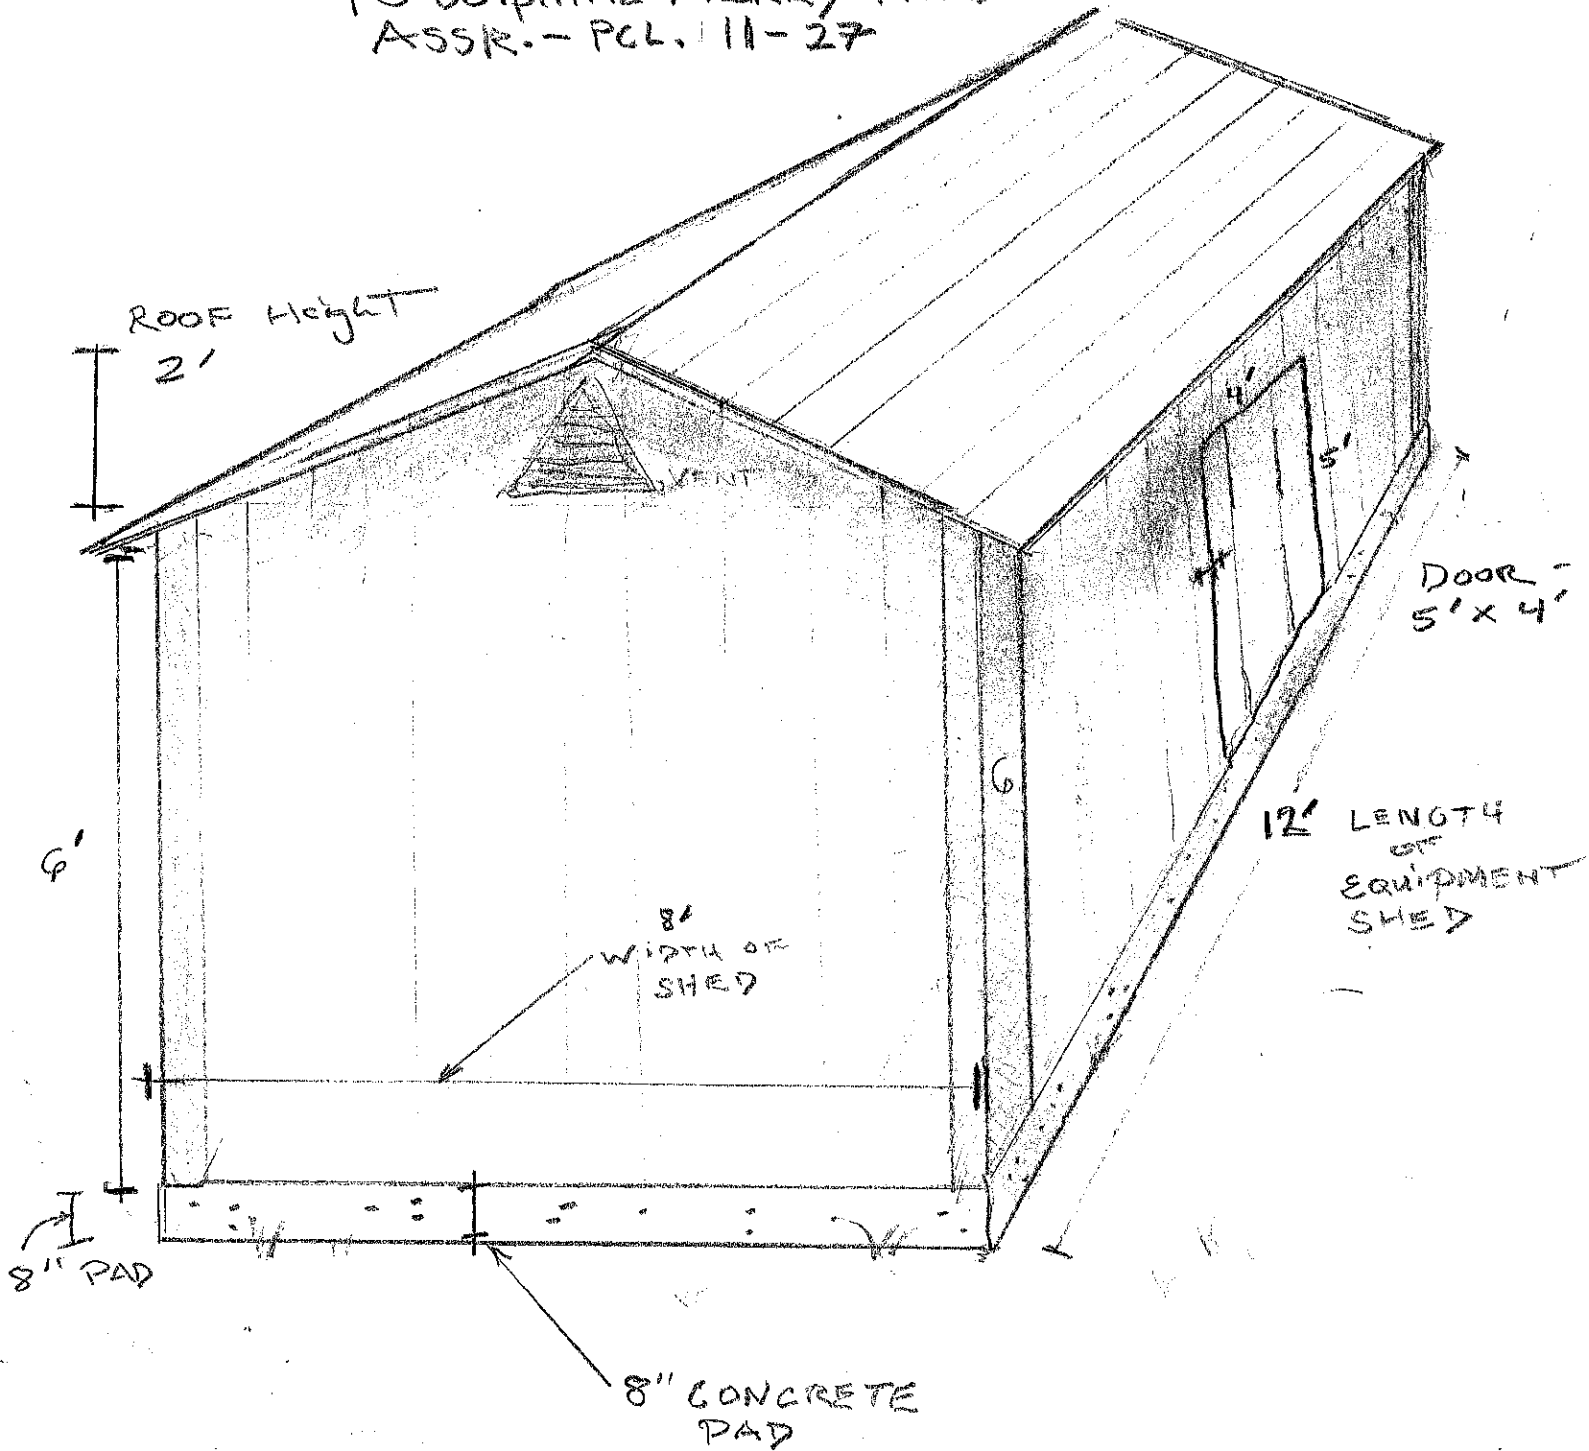 ASSR. - PCL. 11-27
ROOF Height
2'
VENT
4'
5'
DOOR -
5' X 4'
6'
6
8'
WIDTH OF
SHED
12' LENGTH
OF
EQUIPMENT
SHED
8" PAD
8" CONCRETE
PAD